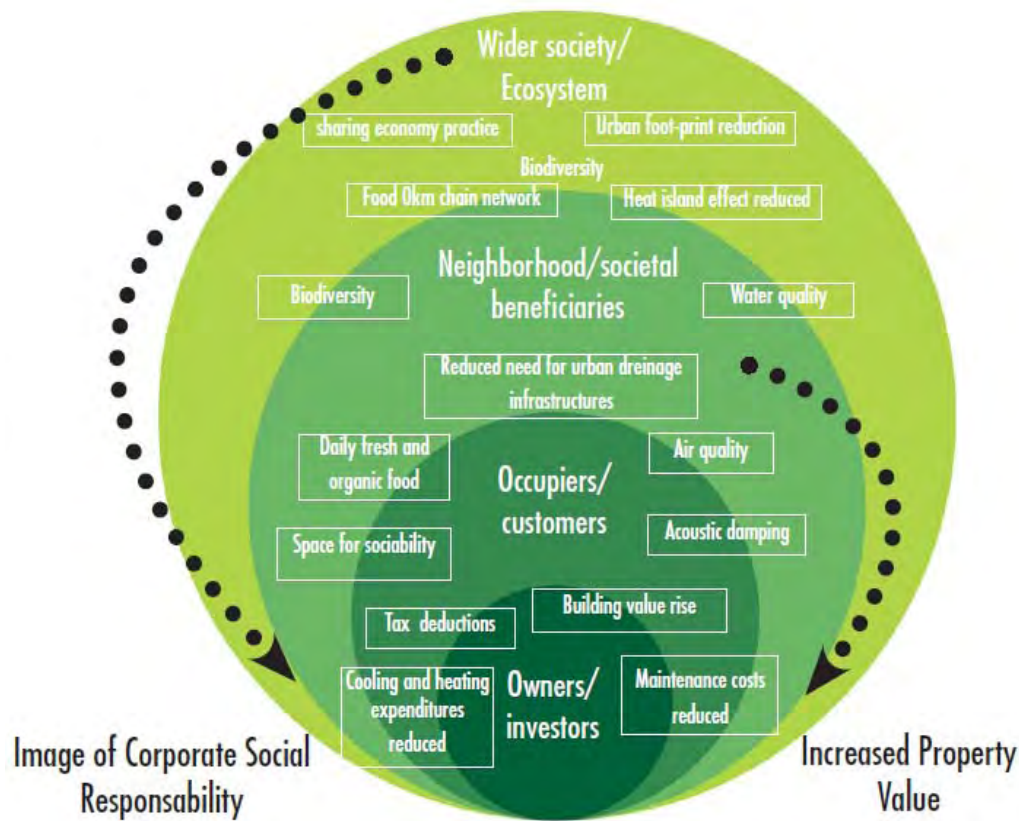 Wider society/
Ecosystem
sharing economy practice
Urban foot-print reduction
Biodiversity
Food 0km chain network
Heat island effect reduced
Neighborhood/societal
beneficiaries
Biodiversity
Water quality
Reduced need for urban dreinage
infrastructures
Daily fresh and
organic food
Air quality
Occupiers/
customers
Space for sociability
Acoustic damping
Tax deductions
Building value rise
Cooling and heating
expenditures
reduced
Owners/
investors
Maintenance costs
reduced
Image of Corporate Social
Responsability
Increased Property
Value